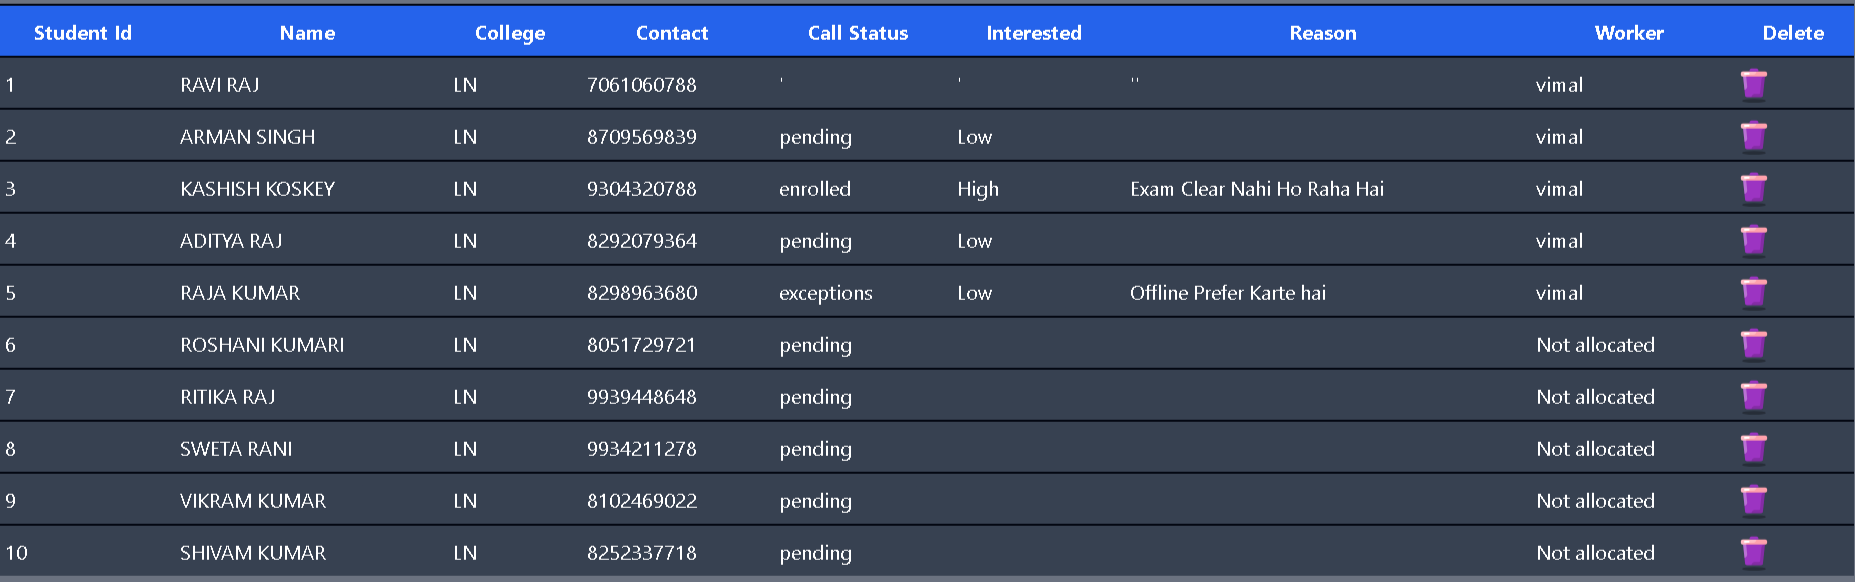 Student Id Name College Contact Call Status Interested Reason Worker Delete
1 RAVI RAJ LN 7061060788 ' ' '' vimal
2 ARMAN SINGH LN 8709569839 pending Low vimal
3 KASHISH KOSKEY LN 9304320788 enrolled High Exam Clear Nahi Ho Raha Hai vimal
4 ADITYA RAJ LN 8292079364 pending Low vimal
5 RAJA KUMAR LN 8298963680 exceptions Low Offline Prefer Karte hai vimal
6 ROSHANI KUMARI LN 8051729721 pending Not allocated
7 RITIKA RAJ LN 9939448648 pending Not allocated
8 SWETA RANI LN 9934211278 pending Not allocated
9 VIKRAM KUMAR LN 8102469022 pending Not allocated
10 SHIVAM KUMAR LN 8252337718 pending Not allocated